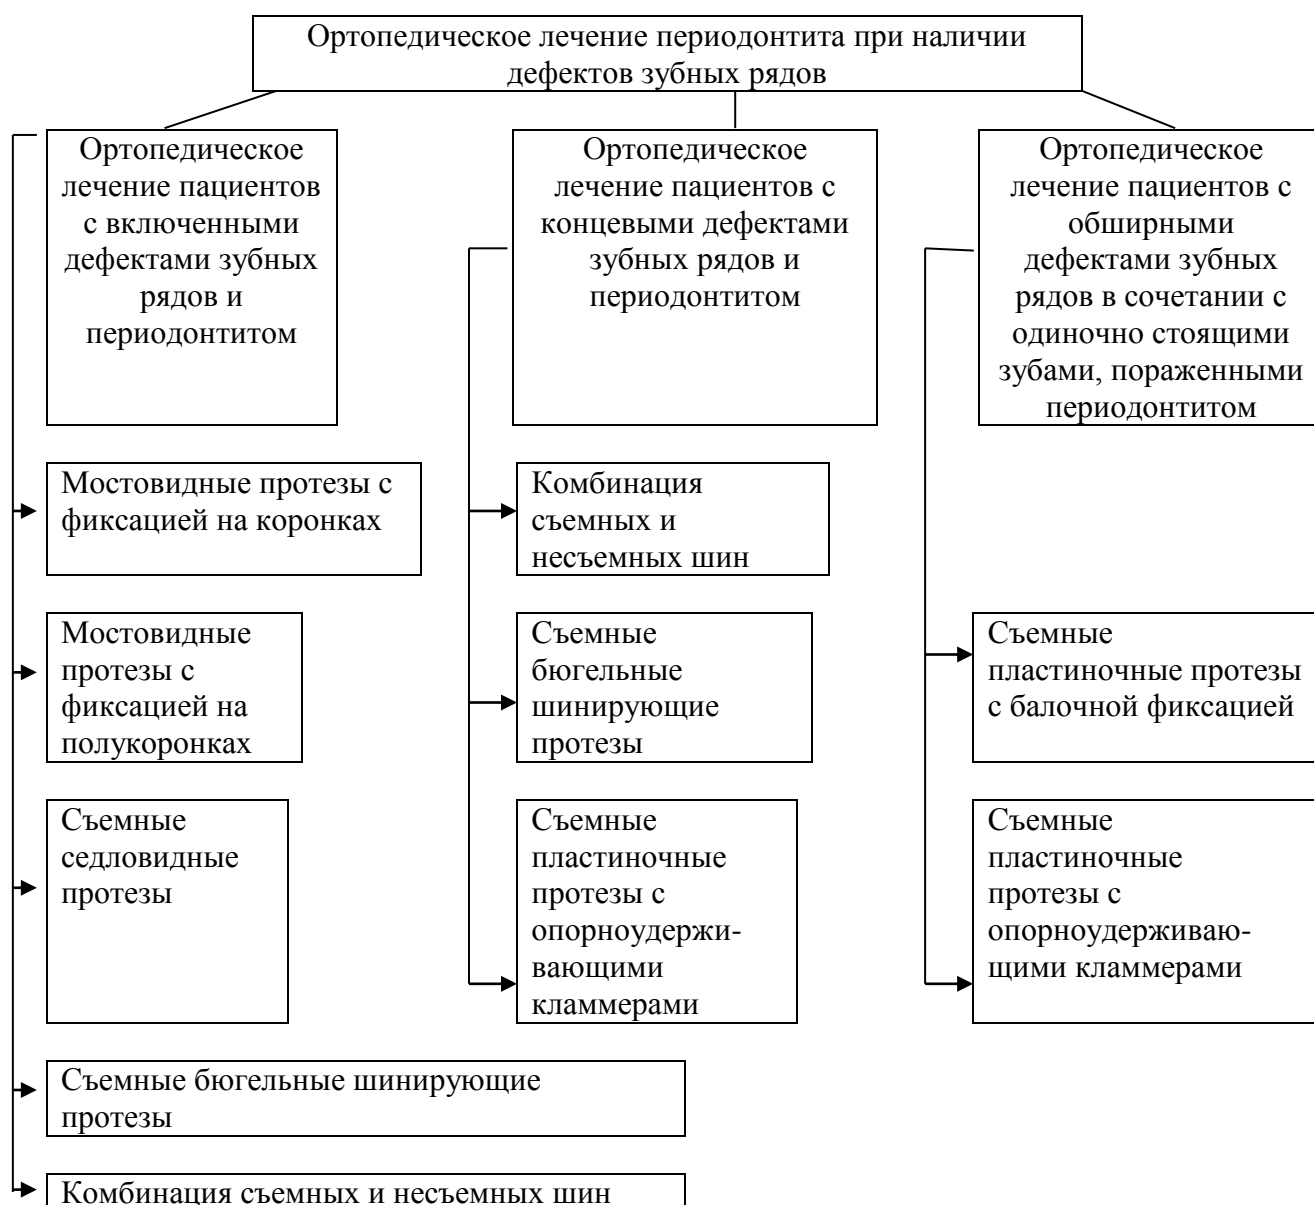 Ортопедическое лечение периодонтита при наличии
дефектов зубных рядов
Ортопедическое
лечение пациентов
с включенными
дефектами зубных
рядов и
периодонтитом
Ортопедическое
лечение пациентов с
концевыми дефектами
зубных рядов и
периодонтитом
Ортопедическое
лечение пациентов с
обширными
дефектами зубных
рядов в сочетании с
одиночно стоящими
зубами, пораженными
периодонтитом
Мостовидные протезы с
фиксацией на коронках
Мостовидные
протезы с
фиксацией на
полукоронках
Съемные
седловидные
протезы
Съемные бюгельные шинирующие
протезы
Комбинация съемных и несъемных шин
Комбинация
съемных и
несъемных шин
Съемные
бюгельные
шинирующие
протезы
Съемные
пластиночные
протезы с
опорноудержи-
вающими
кламмерами
Съемные
пластиночные протезы
с балочной фиксацией
Съемные
пластиночные
протезы с
опорноудерживаю-
щими кламмерами